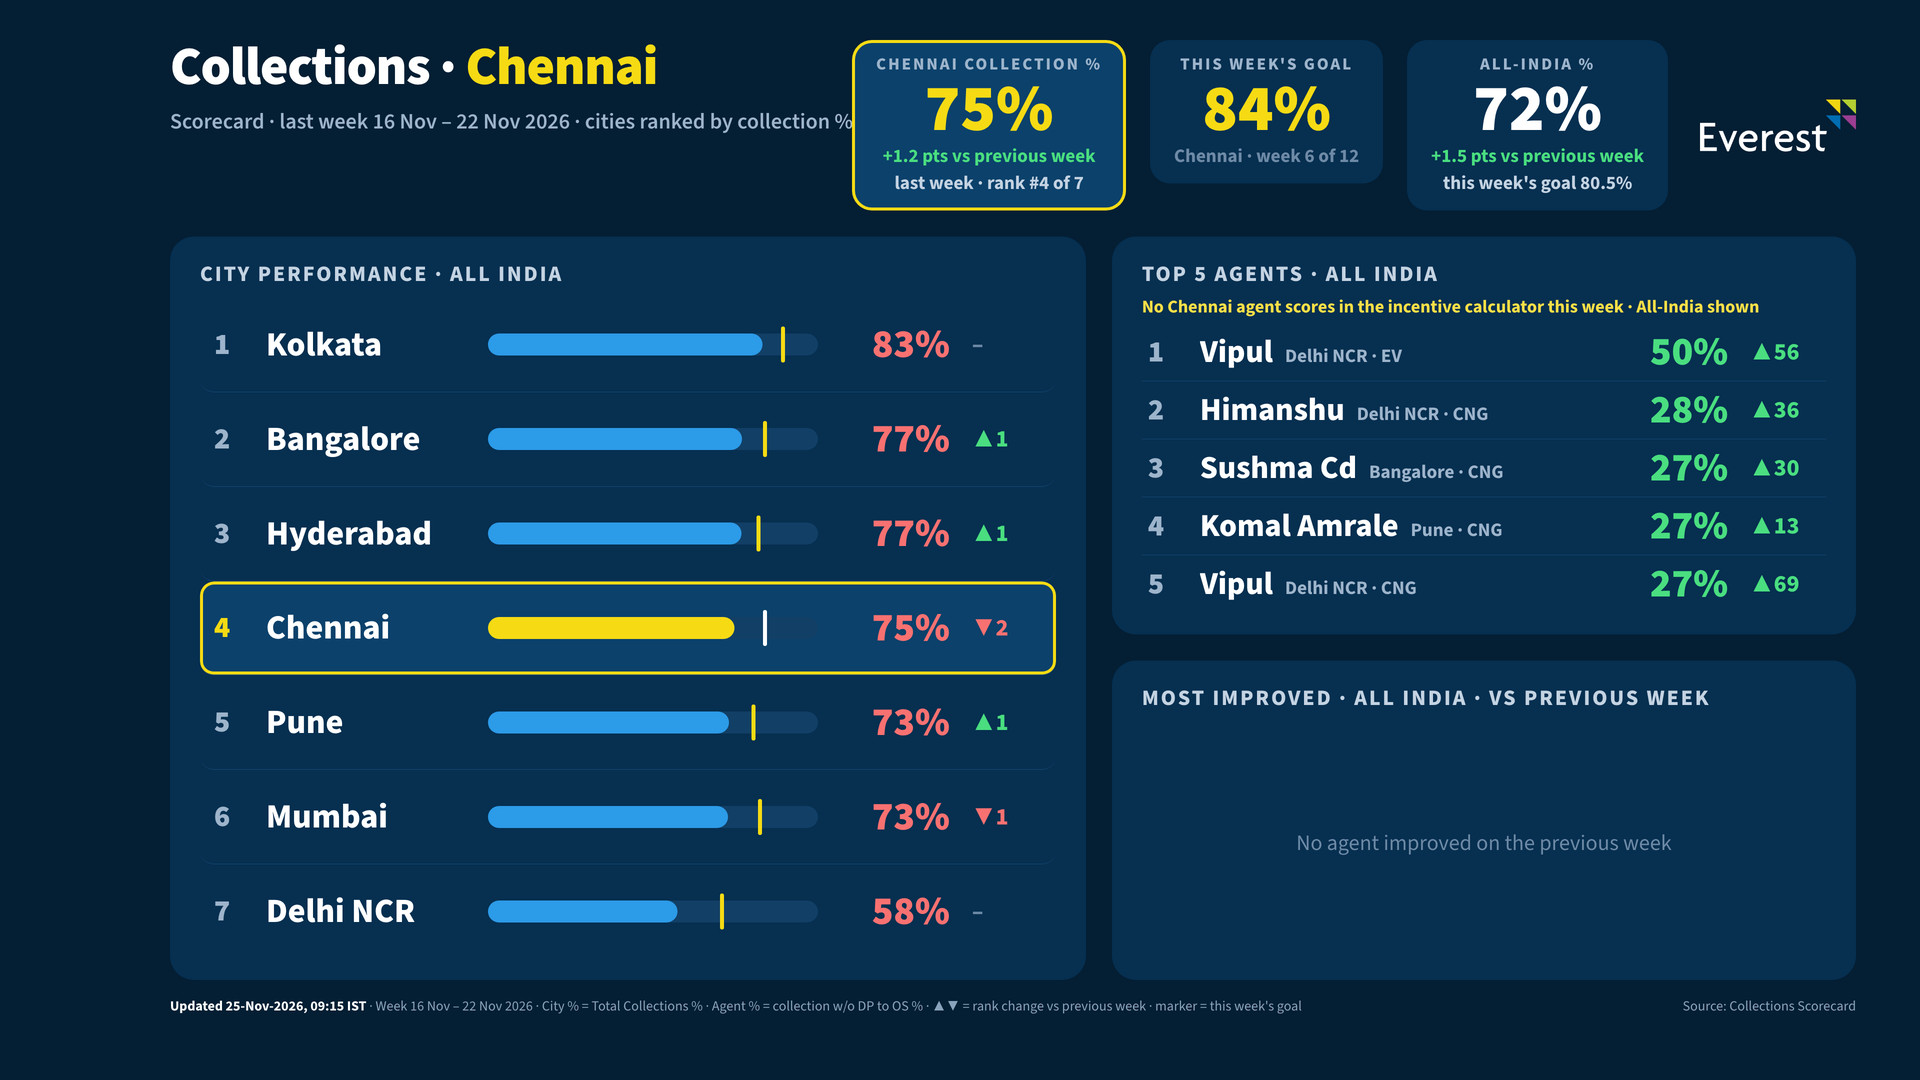 Collections · Chennai
Scorecard · last week 16 Nov – 22 Nov 2026 · cities ranked by collection %
CHENNAI COLLECTION %
75%
+1.2 pts vs previous week
last week · rank #4 of 7
THIS WEEK'S GOAL
84%
Chennai · week 6 of 12
ALL-INDIA %
72%
+1.5 pts vs previous week
this week's goal 80.5%
Everest
CITY PERFORMANCE · ALL INDIA
1 Kolkata 83% –
2 Bangalore 77% ▲1
3 Hyderabad 77% ▲1
4 Chennai 75% ▼2
5 Pune 73% ▲1
6 Mumbai 73% ▼1
7 Delhi NCR 58% –
TOP 5 AGENTS · ALL INDIA
No Chennai agent scores in the incentive calculator this week · All-India shown
1 Vipul Delhi NCR · EV 50% ▲56
2 Himanshu Delhi NCR · CNG 28% ▲36
3 Sushma Cd Bangalore · CNG 27% ▲30
4 Komal Amrale Pune · CNG 27% ▲13
5 Vipul Delhi NCR · CNG 27% ▲69
MOST IMPROVED · ALL INDIA · VS PREVIOUS WEEK
No agent improved on the previous week
Updated 25-Nov-2026, 09:15 IST · Week 16 Nov – 22 Nov 2026 · City % = Total Collections % · Agent % = collection w/o DP to OS % · ▲▼ = rank change vs previous week · marker = this week's goal
Source: Collections Scorecard